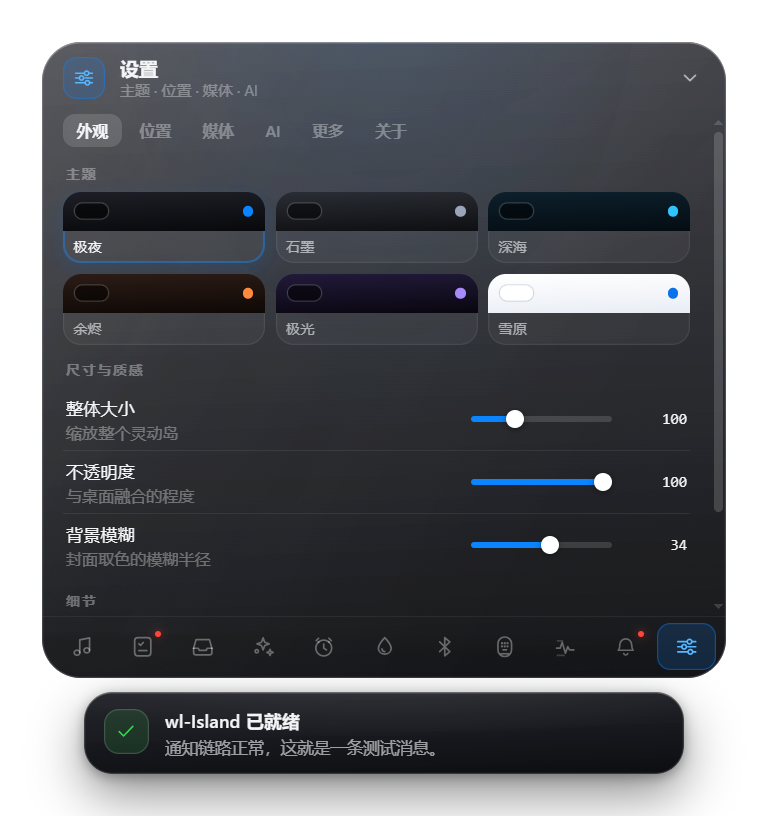 设置
主题 · 位置 · 媒体 · AI
外观 位置 媒体 AI 更多 关于
主题
极夜 石墨 深海
余烬 极光 雪原
尺寸与质感
整体大小
缩放整个灵动岛
100
不透明度
与桌面融合的程度
100
背景模糊
封面取色的模糊半径
34
细节
wl-Island 已就绪
通知链路正常，这就是一条测试消息。